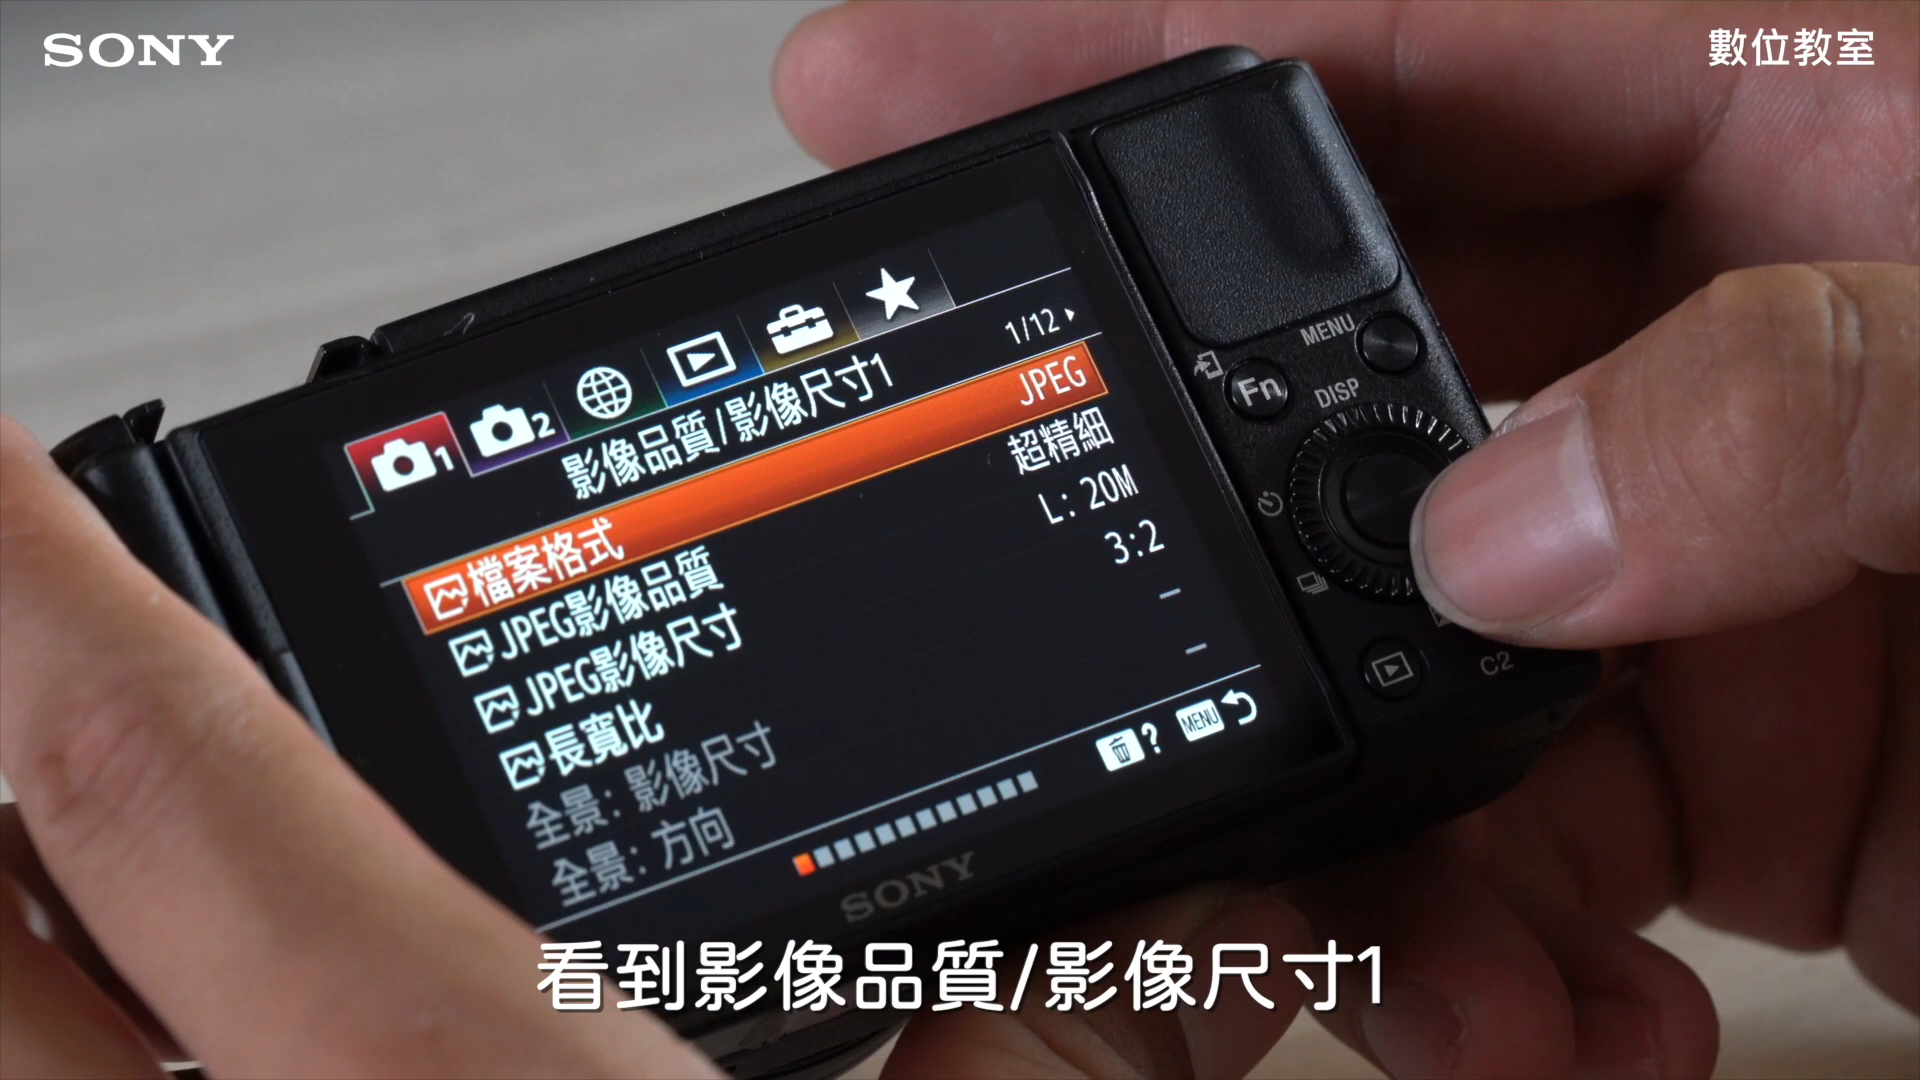 SONY
數位教室
1
2
影像品質/影像尺寸1
1/12
檔案格式 JPEG
JPEG影像品質 超精細
JPEG影像尺寸 L: 20M
長寬比 3:2
全景: 影像尺寸 –
全景: 方向 –
? MENU
SONY
MENU
Fn
DISP
C2
看到影像品質/影像尺寸1